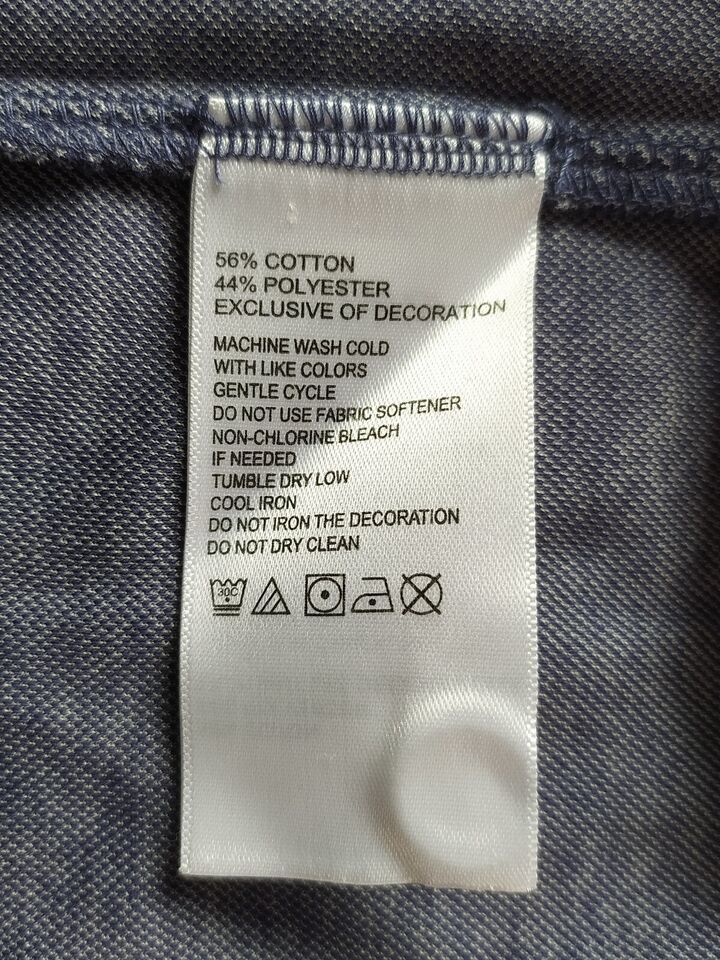 56% COTTON
44% POLYESTER
EXCLUSIVE OF DECORATION
MACHINE WASH COLD
WITH LIKE COLORS
GENTLE CYCLE
DO NOT USE FABRIC SOFTENER
NON-CHLORINE BLEACH
IF NEEDED
TUMBLE DRY LOW
COOL IRON
DO NOT IRON THE DECORATION
DO NOT DRY CLEAN
30C